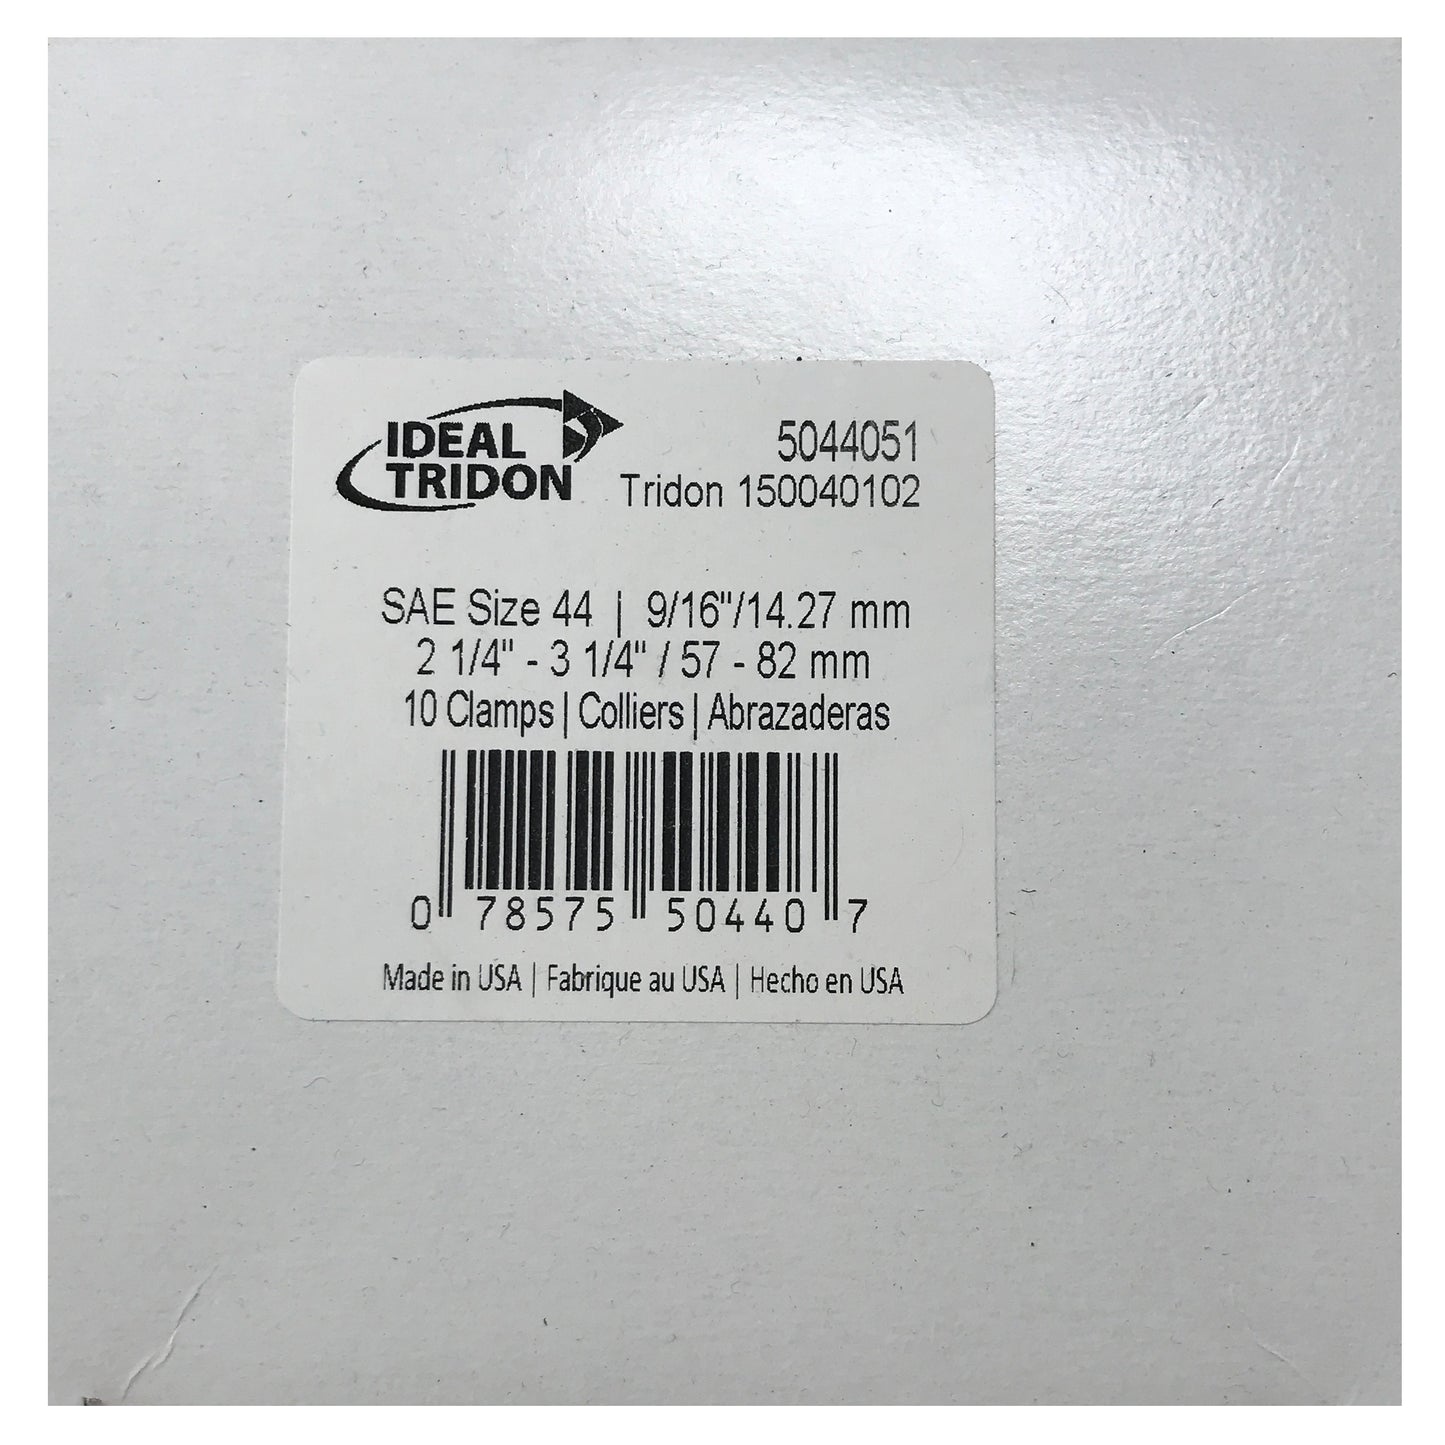 IDEAL
TRIDON
5044051
Tridon 150040102
SAE Size 44 | 9/16"/14.27 mm
2 1/4" - 3 1/4" / 57 - 82 mm
10 Clamps | Colliers | Abrazaderas
0 78575 50440 7
Made in USA | Fabrique au USA | Hecho en USA